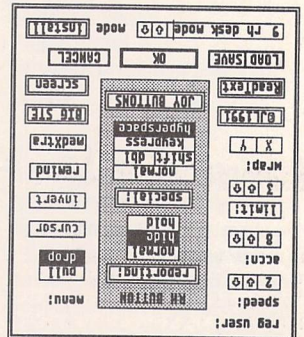 reg user:
speed:
2 ⇧ ⇩
accn:
8 ⇧ ⇩
limit:
3 ⇧ ⇩
wrap:
X Y
©JL1991
ReadText
LOAD SAVE
RH BUTTON
reporting:
normal
hide
hold
special:
normal
shift dbl
keypress
hyperspace
JOY BUTTONS
OK
menu:
pull
drop
cursor
invert
remind
medXtra
BIG STE
screen
CANCEL
9 rh desk mode ⇧ ⇩ mode install